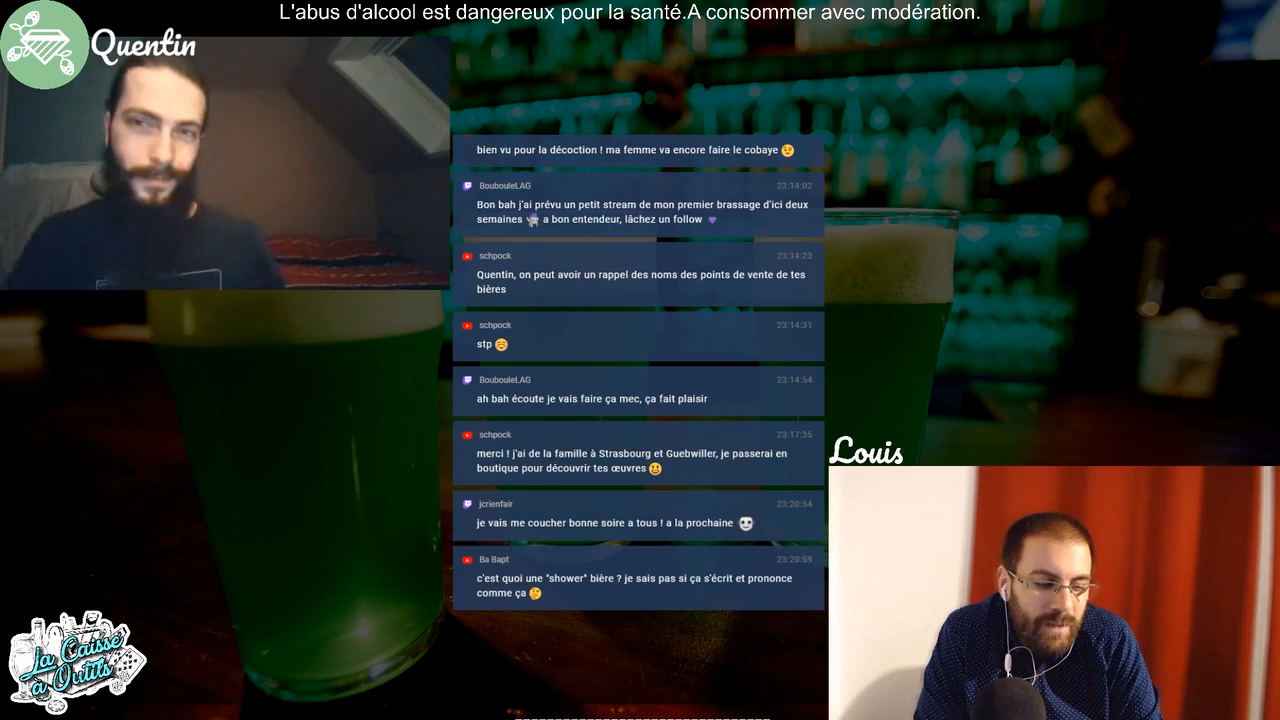 L'abus d'alcool est dangereux pour la santé.A consommer avec modération.
Quentin
bien vu pour la décoction ! ma femme va encore faire le cobaye
BoubouleLAG 23:14:02
Bon bah j'ai prévu un petit stream de mon premier brassage d'ici deux
semaines a bon entendeur, lâchez un follow
schpock 23:14:23
Quentin, on peut avoir un rappel des noms des points de vente de tes
bières
schpock 23:14:31
stp
BoubouleLAG 23:14:54
ah bah écoute je vais faire ça mec, ça fait plaisir
schpock 23:17:35
merci ! j'ai de la famille à Strasbourg et Guebwiller, je passerai en
boutique pour découvrir tes œuvres
jcrienfair 23:20:54
je vais me coucher bonne soire a tous ! a la prochaine
Ba Bapt 23:20:59
c'est quoi une "shower" bière ? je sais pas si ça s'écrit et prononce
comme ça
Louis
La Caisse
à Outils